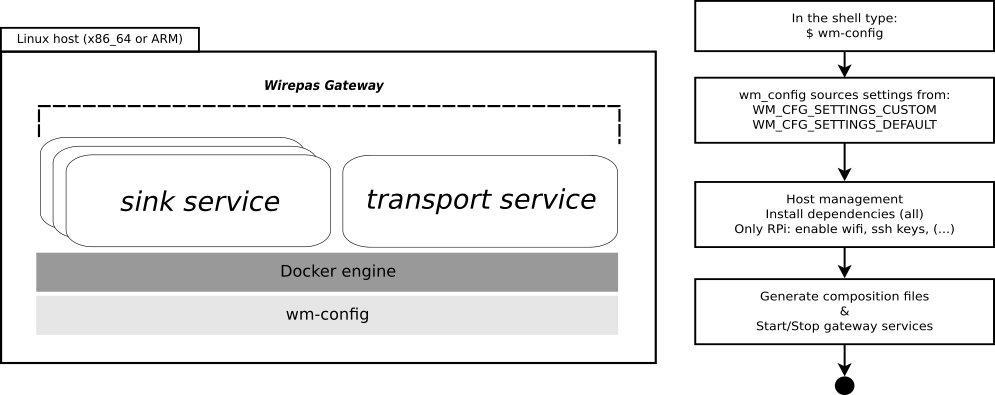 Linux host (x86_64 or ARM)
Wirepas Gateway
sink service
transport service
Docker engine
wm-config
In the shell type:
$ wm-config
wm_config sources settings from:
WM_CFG_SETTINGS_CUSTOM
WM_CFG_SETTINGS_DEFAULT
Host management
Install dependencies (all)
Only RPi: enable wifi, ssh keys, (...)
Generate composition files
&
Start/Stop gateway services